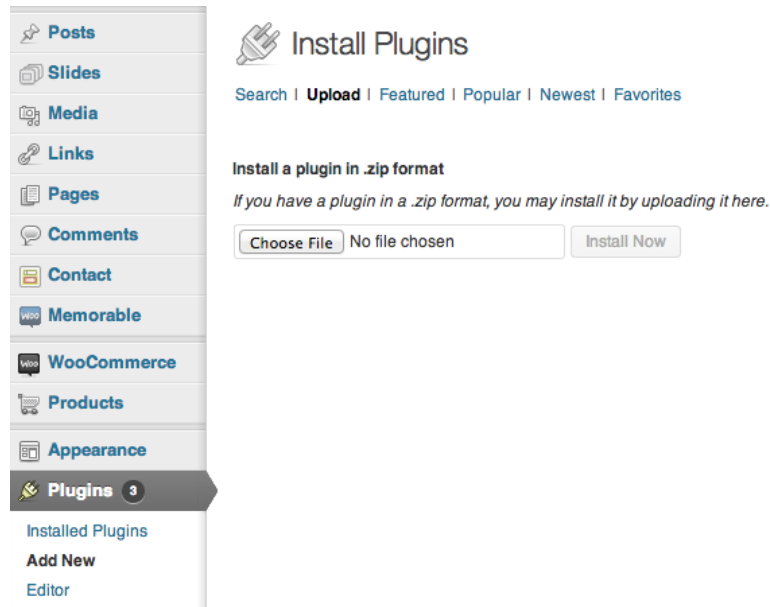 Posts
Slides
Media
Links
Pages
Comments
Contact
woo Memorable
woo WooCommerce
Products
Appearance
Plugins 3
Installed Plugins
Add New
Editor
Install Plugins
Search | Upload | Featured | Popular | Newest | Favorites
Install a plugin in .zip format
If you have a plugin in a .zip format, you may install it by uploading it here.
Choose File No file chosen Install Now